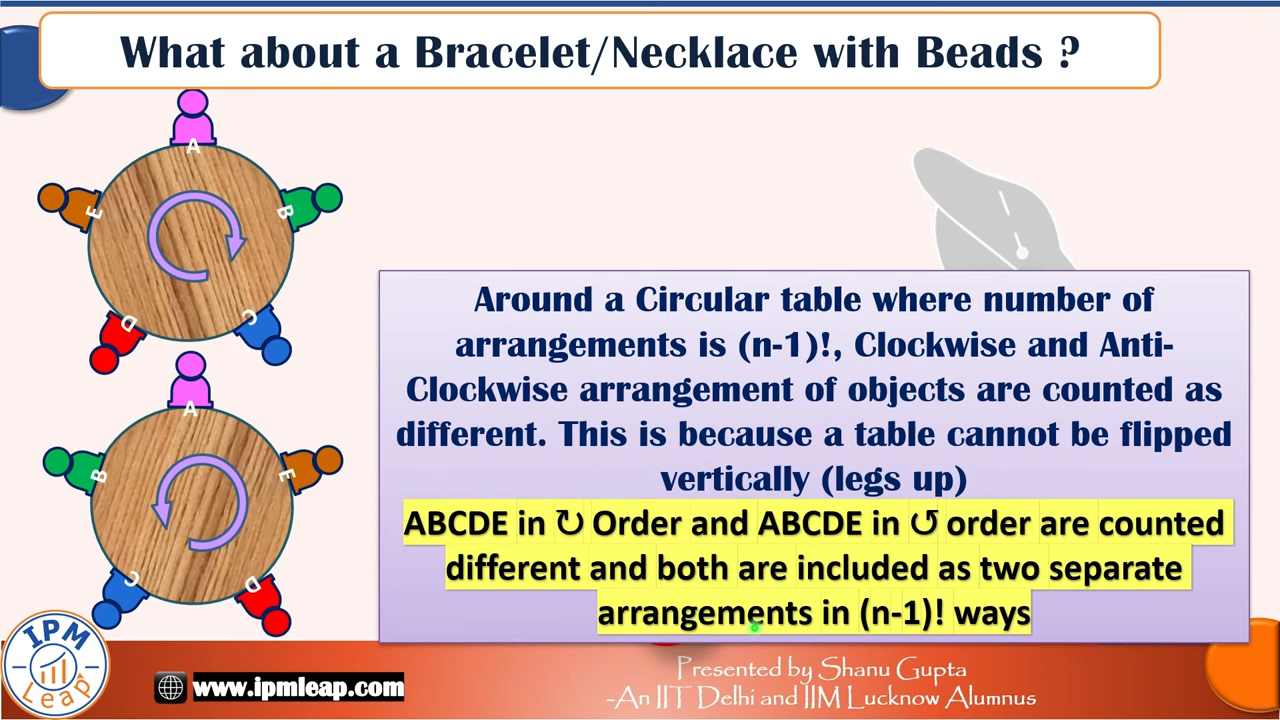 What about a Bracelet/Necklace with Beads ?
A
E
B
D
C
A
B
E
C
D
Around a Circular table where number of
arrangements is (n-1)!, Clockwise and Anti-
Clockwise arrangement of objects are counted as
different. This is because a table cannot be flipped
vertically (legs up)
ABCDE in ↻ Order and ABCDE in ↺ order are counted
different and both are included as two separate
arrangements in (n-1)! ways
IPM
Leap
www.ipmleap.com
Presented by Shanu Gupta
-An IIT Delhi and IIM Lucknow Alumnus